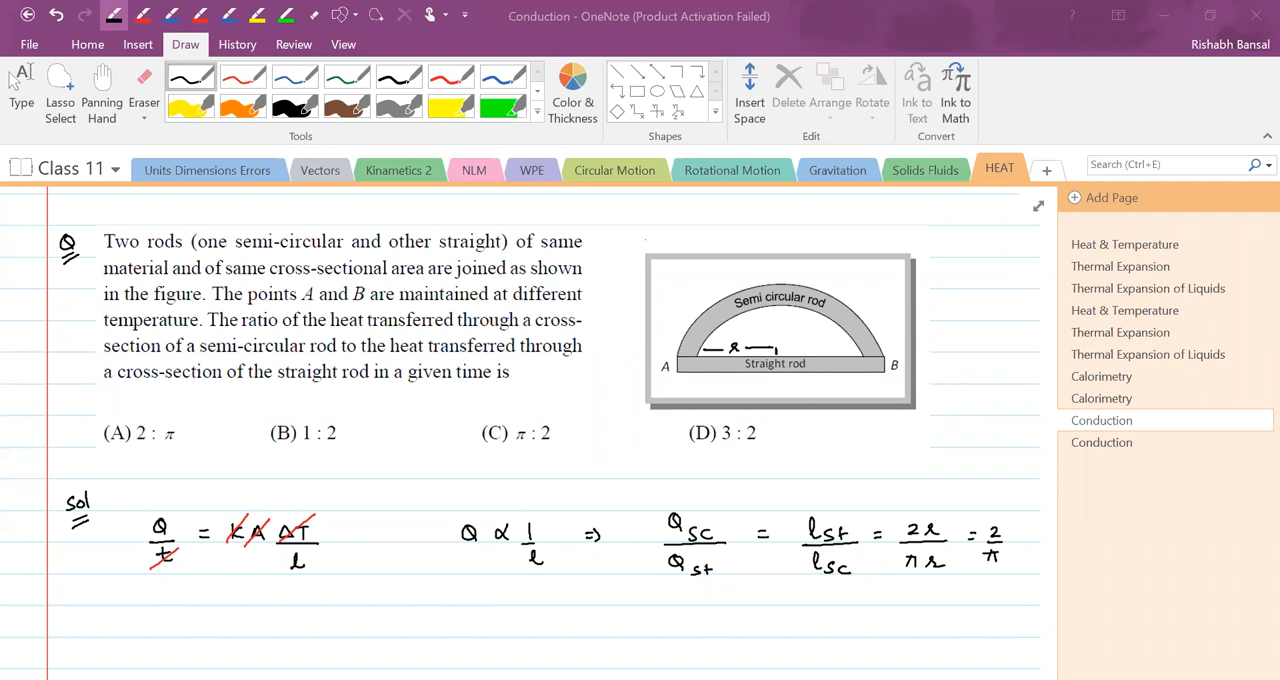 Conduction - OneNote (Product Activation Failed)
File Home Insert Draw History Review View
Rishabh Bansal
Type
Lasso Select
Panning Hand
Eraser
Color & Thickness
Insert Space
Delete Arrange Rotate
Ink to Text
Ink to Math
Tools
Shapes
Edit
Convert
Class 11
Units Dimensions Errors
Vectors
Kinametics 2
NLM
WPE
Circular Motion
Rotational Motion
Gravitation
Solids Fluids
HEAT
Search (Ctrl+E)
Add Page
Heat & Temperature
Thermal Expansion
Thermal Expansion of Liquids
Heat & Temperature
Thermal Expansion
Thermal Expansion of Liquids
Calorimetry
Calorimetry
Conduction
Conduction
Q Two rods (one semi-circular and other straight) of same
material and of same cross-sectional area are joined as shown
in the figure. The points A and B are maintained at different
temperature. The ratio of the heat transferred through a cross-
section of a semi-circular rod to the heat transferred through
a cross-section of the straight rod in a given time is
Semi circular rod
r
A Straight rod B
(A) 2 : π (B) 1 : 2 (C) π : 2 (D) 3 : 2
Sol
Q/t = K A ΔT/l Q ∝ 1/l ⇒ Q_SC/Q_St = l_St/l_SC = 2r/πr = 2/π